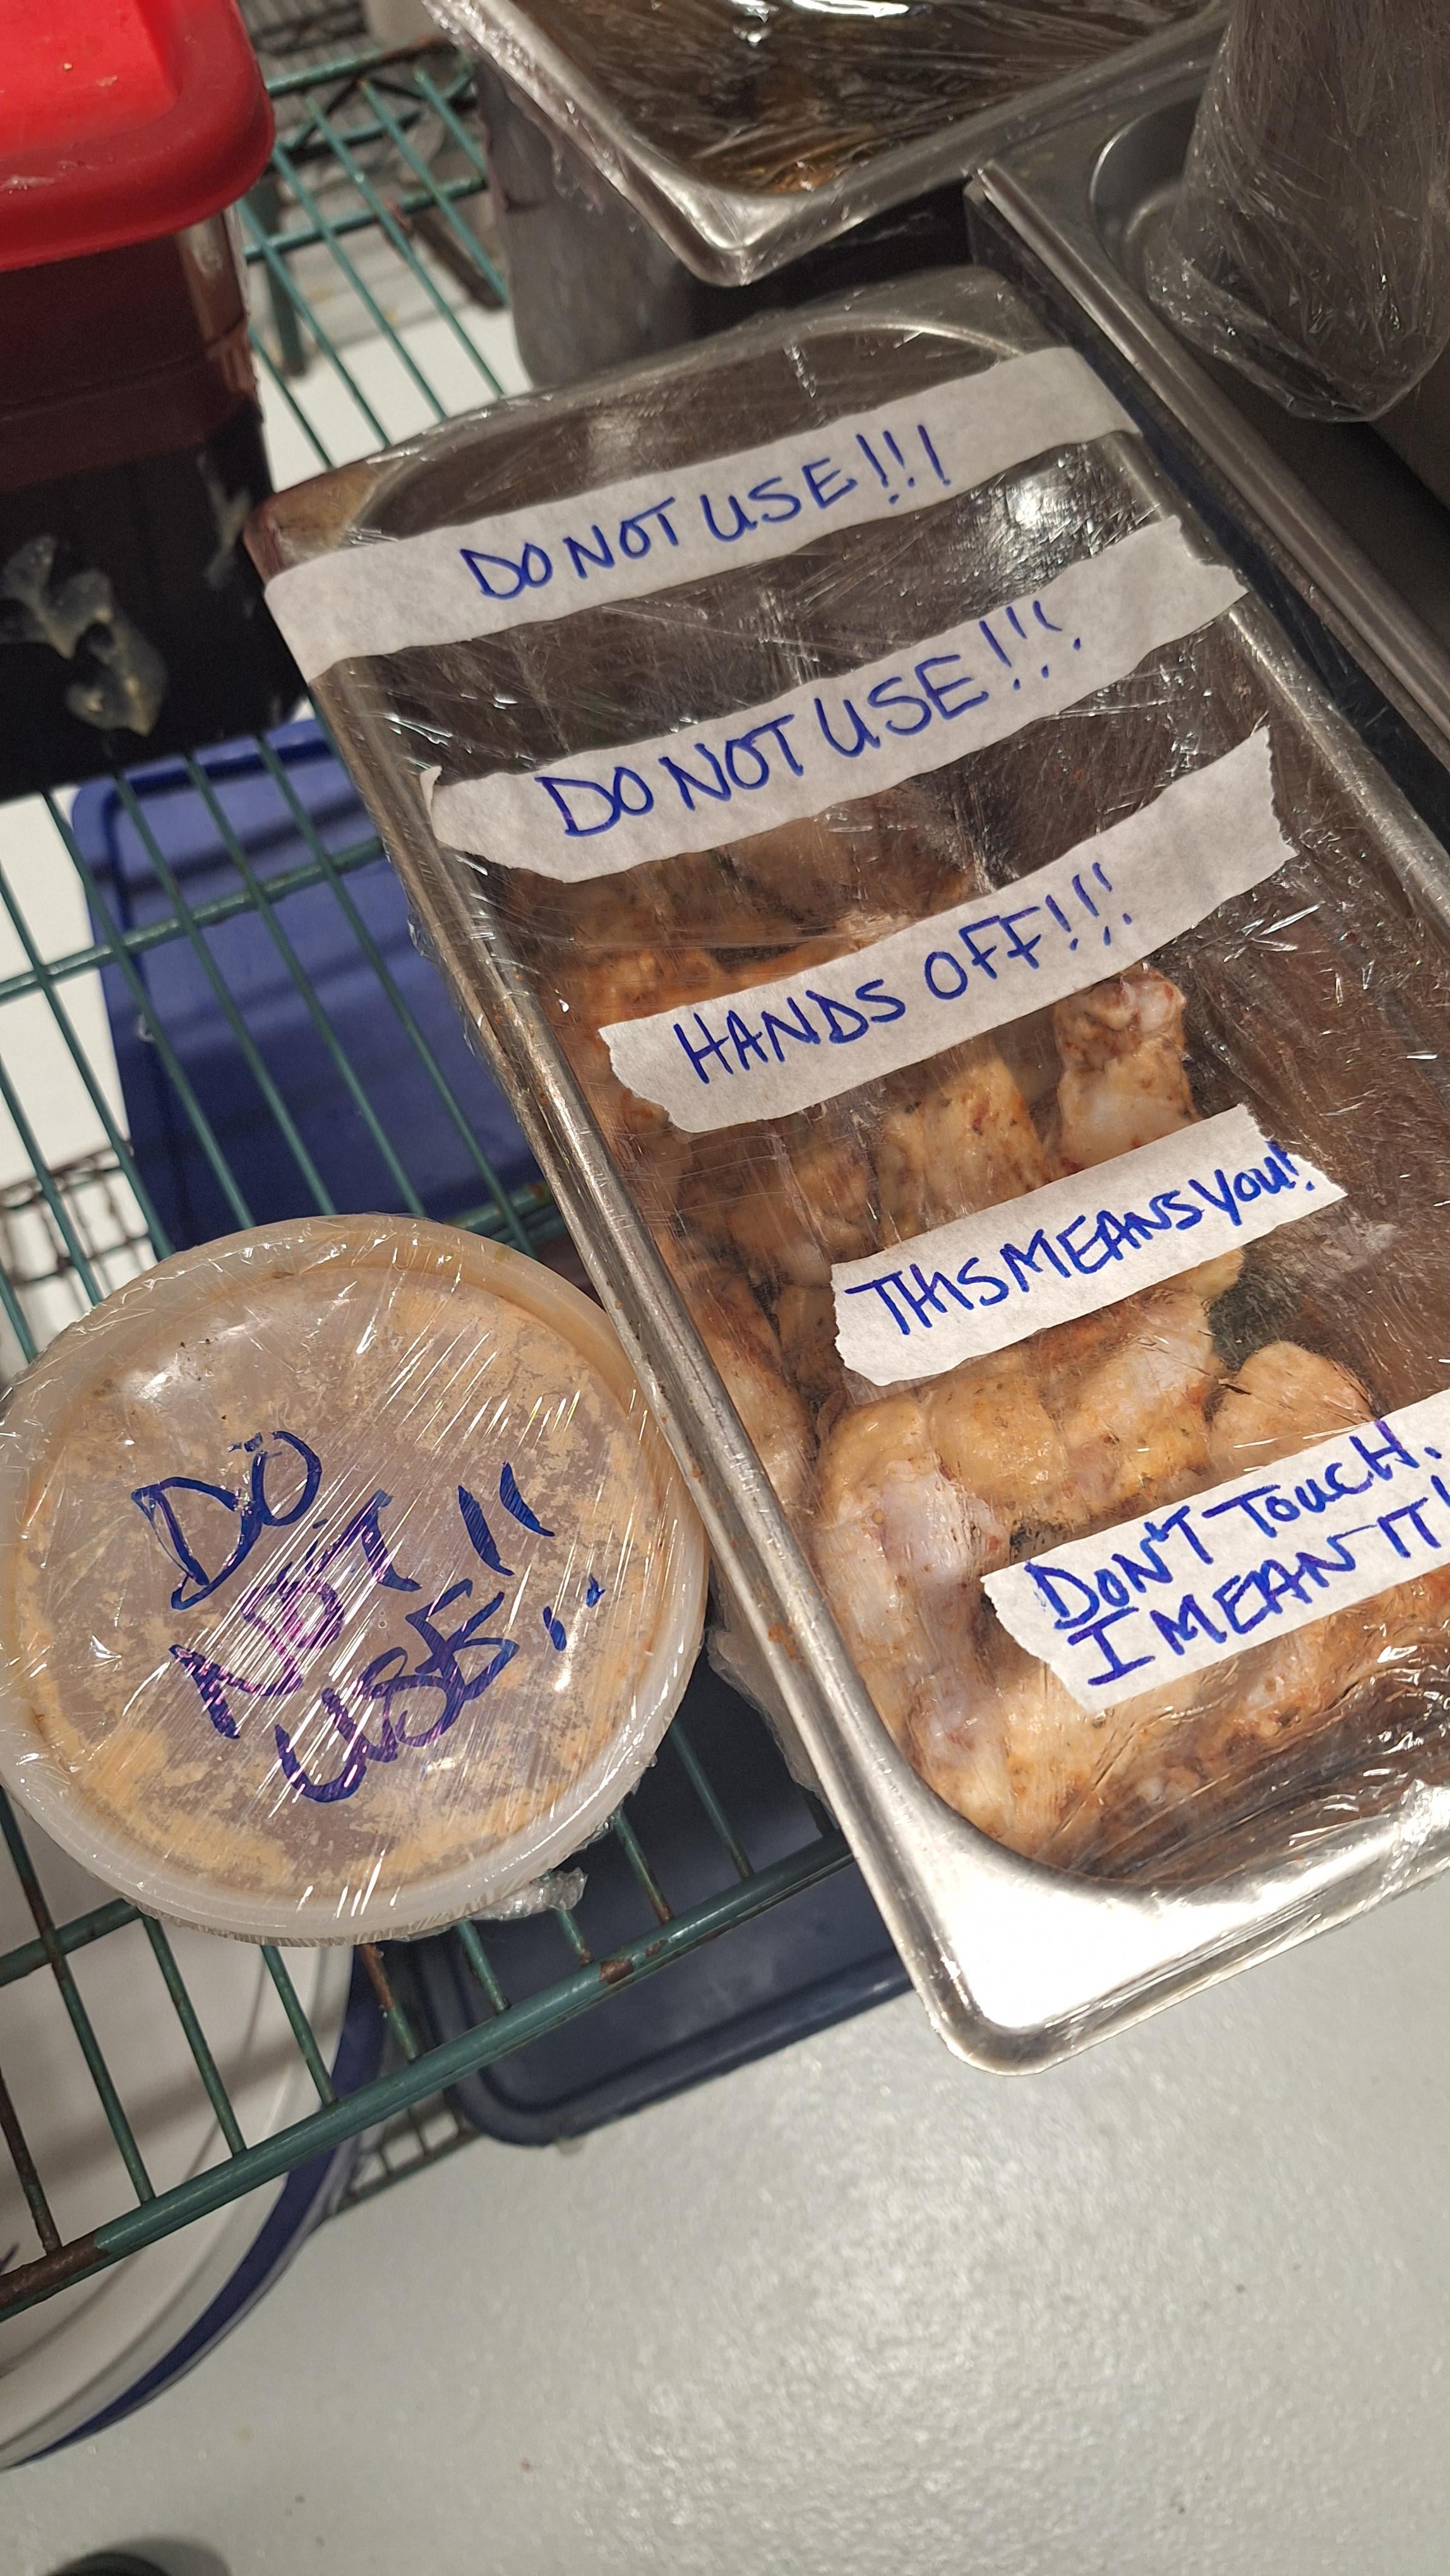 DO NOT USE!!!
DO NOT USE!!!
HANDS OFF!!!
THIS MEANS YOU!
DON'T TOUCH.
I MEAN IT!
DO
NOT
USE!!